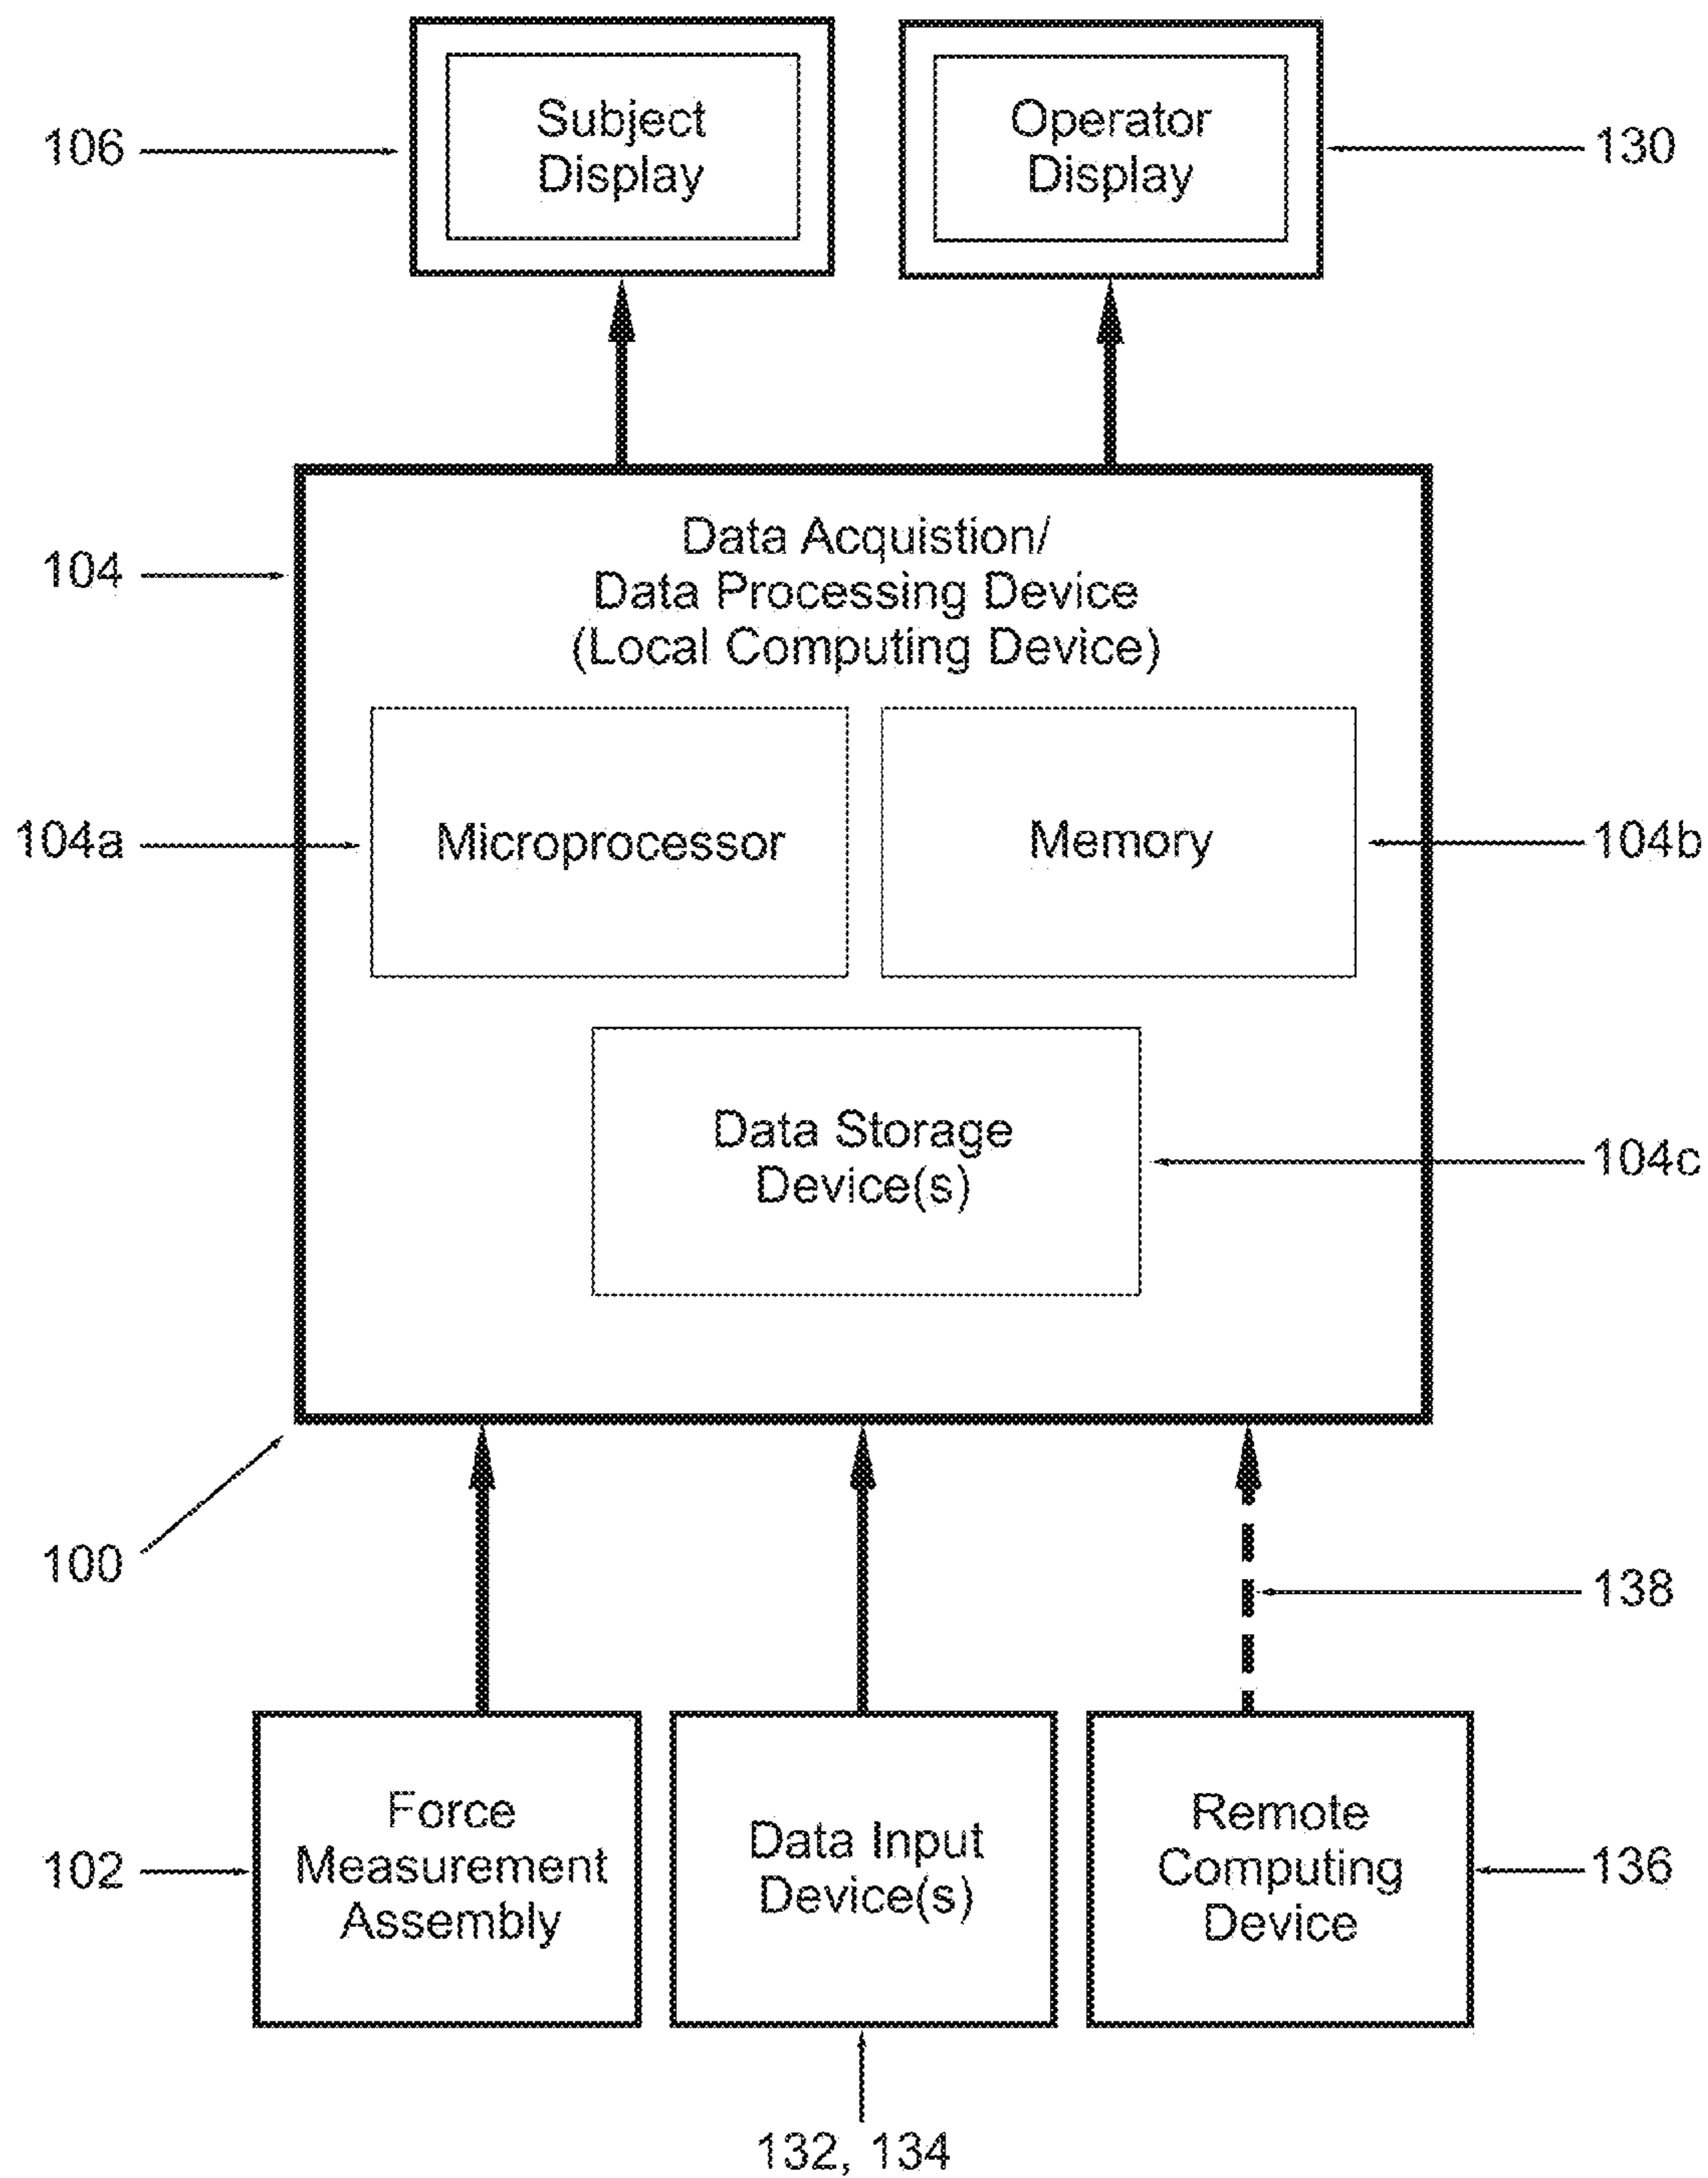 Subject
Display
Operator
Display
106
130
Data Acquistion/
Data Processing Device
(Local Computing Device)
104
Microprocessor
Memory
104a
104b
Data Storage
Device(s)
104c
100
138
Force
Measurement
Assembly
Data Input
Device(s)
Remote
Computing
Device
102
136
132, 134